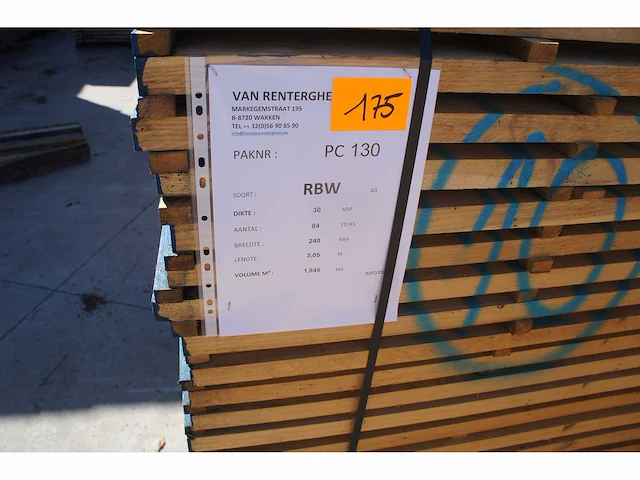 VAN RENTERGHE
MARKEGEMSTRAAT 195
B-8720 WAKKEN
TEL ++ 32(0)56 90 85 90
175
PAKNR : PC 130
SOORT : RBW AD
DIKTE : 30 MM
AANTAL : 84 STUKS
BREEDTE : 240 MM
LENGTE : 3,05 M
VOLUME M³ : 1,845